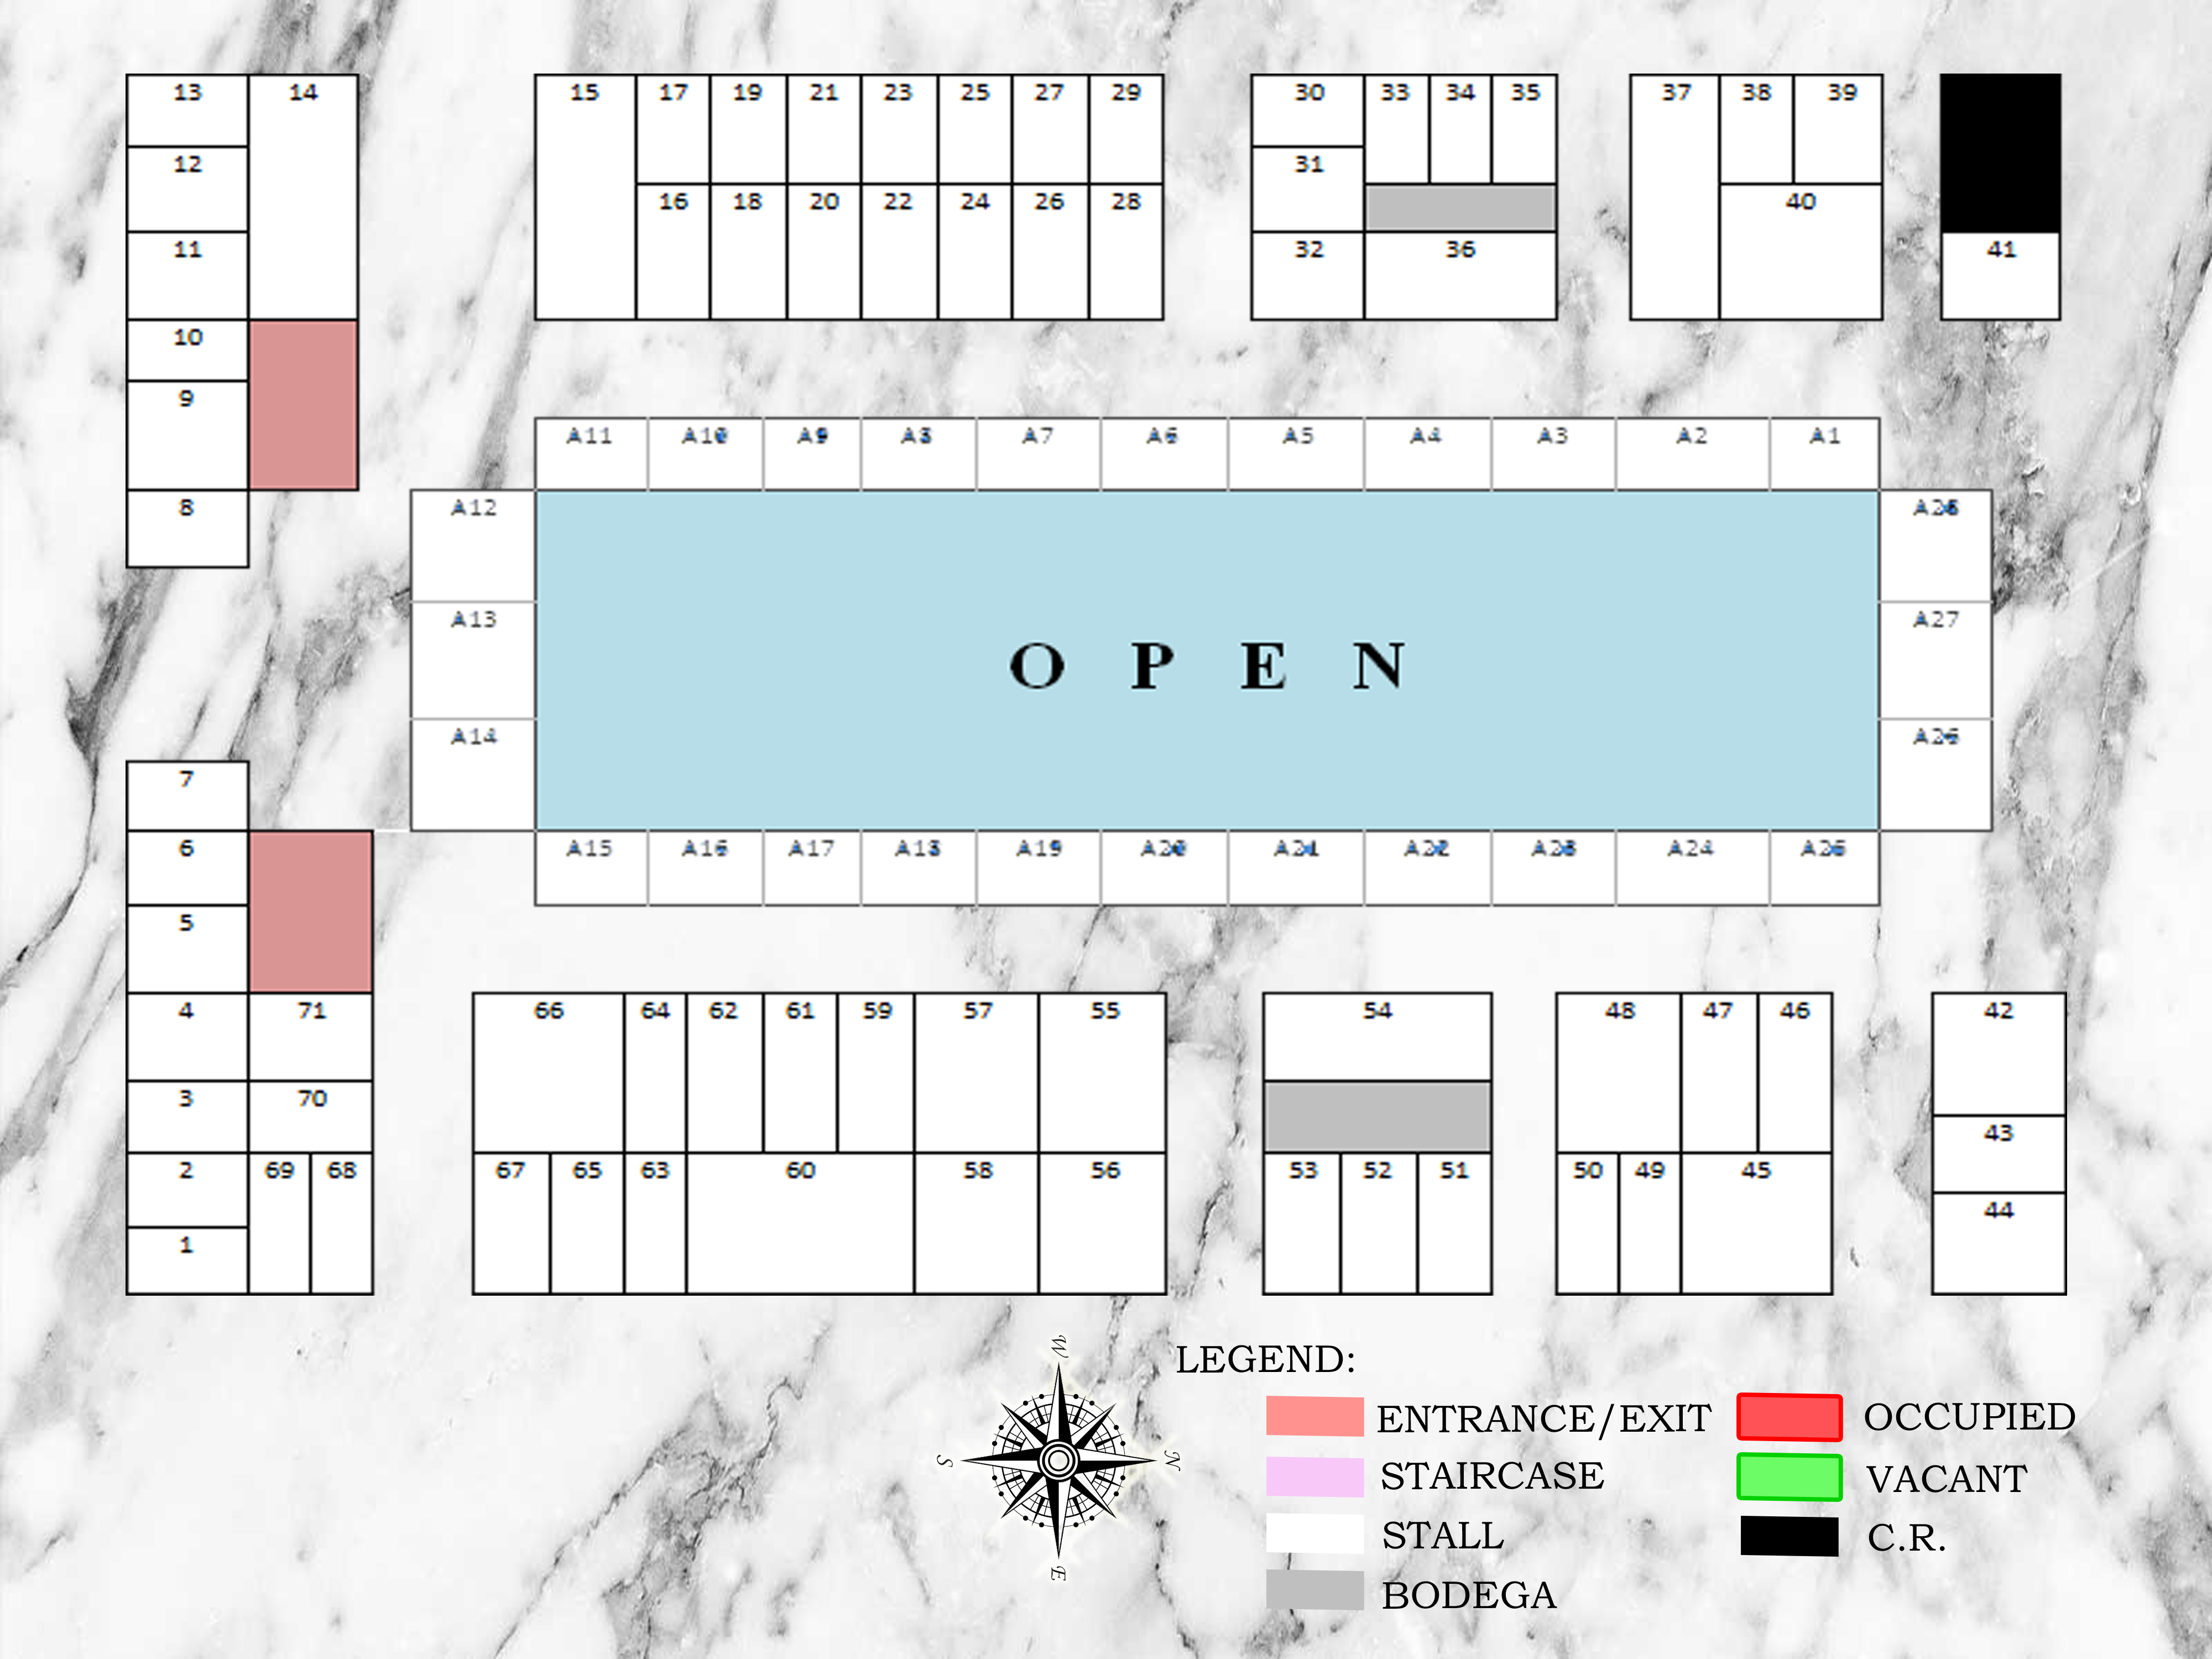 13 14 15 17 19 21 23 25 27 29 30 33 34 35 37 38 39
12 31
16 18 20 22 24 26 28 40
11 32 36 41
10
9
A11 A10 A9 A8 A7 A6 A5 A4 A3 A2 A1
8 A12
A13 A27
O P E N
A14
7
6 A15 A16 A17 A18 A19 A20 A21 A22 A23 A24 A25
5
4 71 66 64 62 61 59 57 55 54 48 47 46 42
3 70
43
2 69 68 67 65 63 60 58 56 53 52 51 50 49 45
44
1
W
N
S
E
LEGEND:
ENTRANCE/EXIT OCCUPIED
STAIRCASE VACANT
STALL C.R.
BODEGA